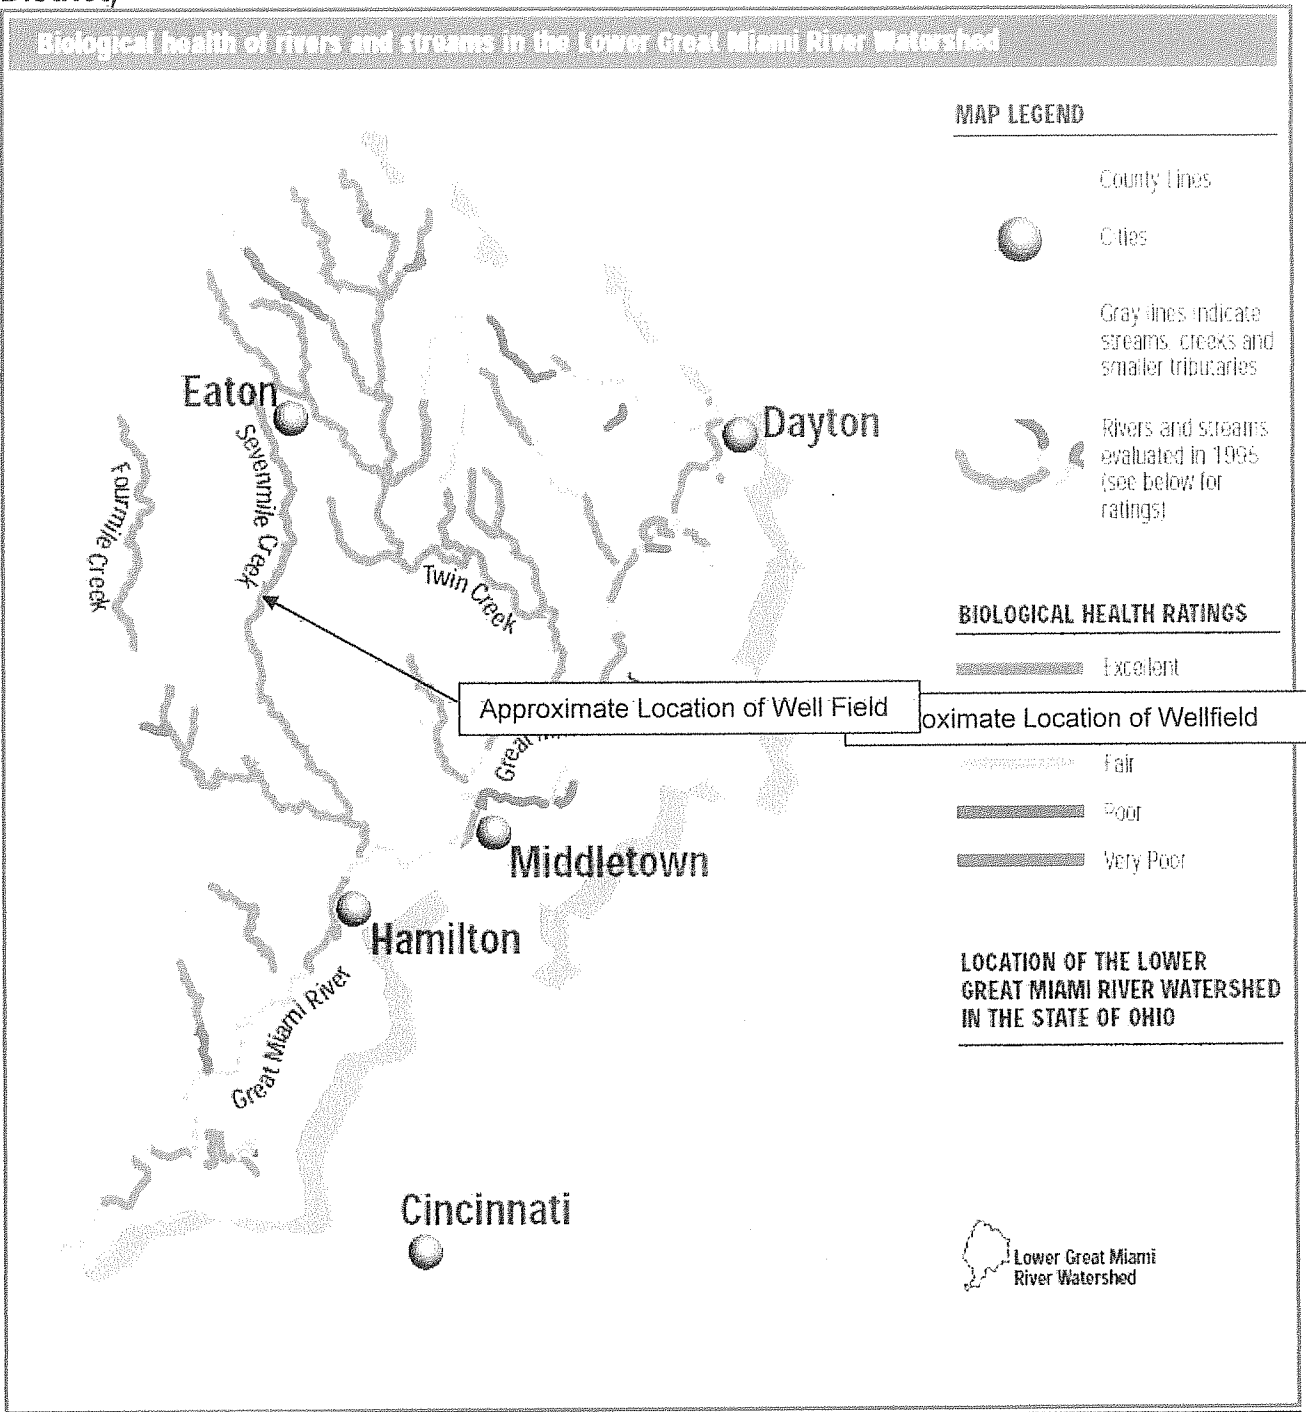 Biological health of rivers and streams in the Lower Great Miami River Watershed
MAP LEGEND
County Lines
Cities
Gray lines indicate
streams, creeks and
smaller tributaries
Rivers and streams
evaluated in 1995
(see below for
ratings)
Eaton
Dayton
Sevenmile Creek
Fourmile Creek
Twin Creek
BIOLOGICAL HEALTH RATINGS
Excellent
Approximate Location of Well Field
oximate Location of Wellfield
Great
Fair
Poor
Very Poor
Middletown
Hamilton
Great Miami River
LOCATION OF THE LOWER
GREAT MIAMI RIVER WATERSHED
IN THE STATE OF OHIO
Cincinnati
Lower Great Miami
River Watershed